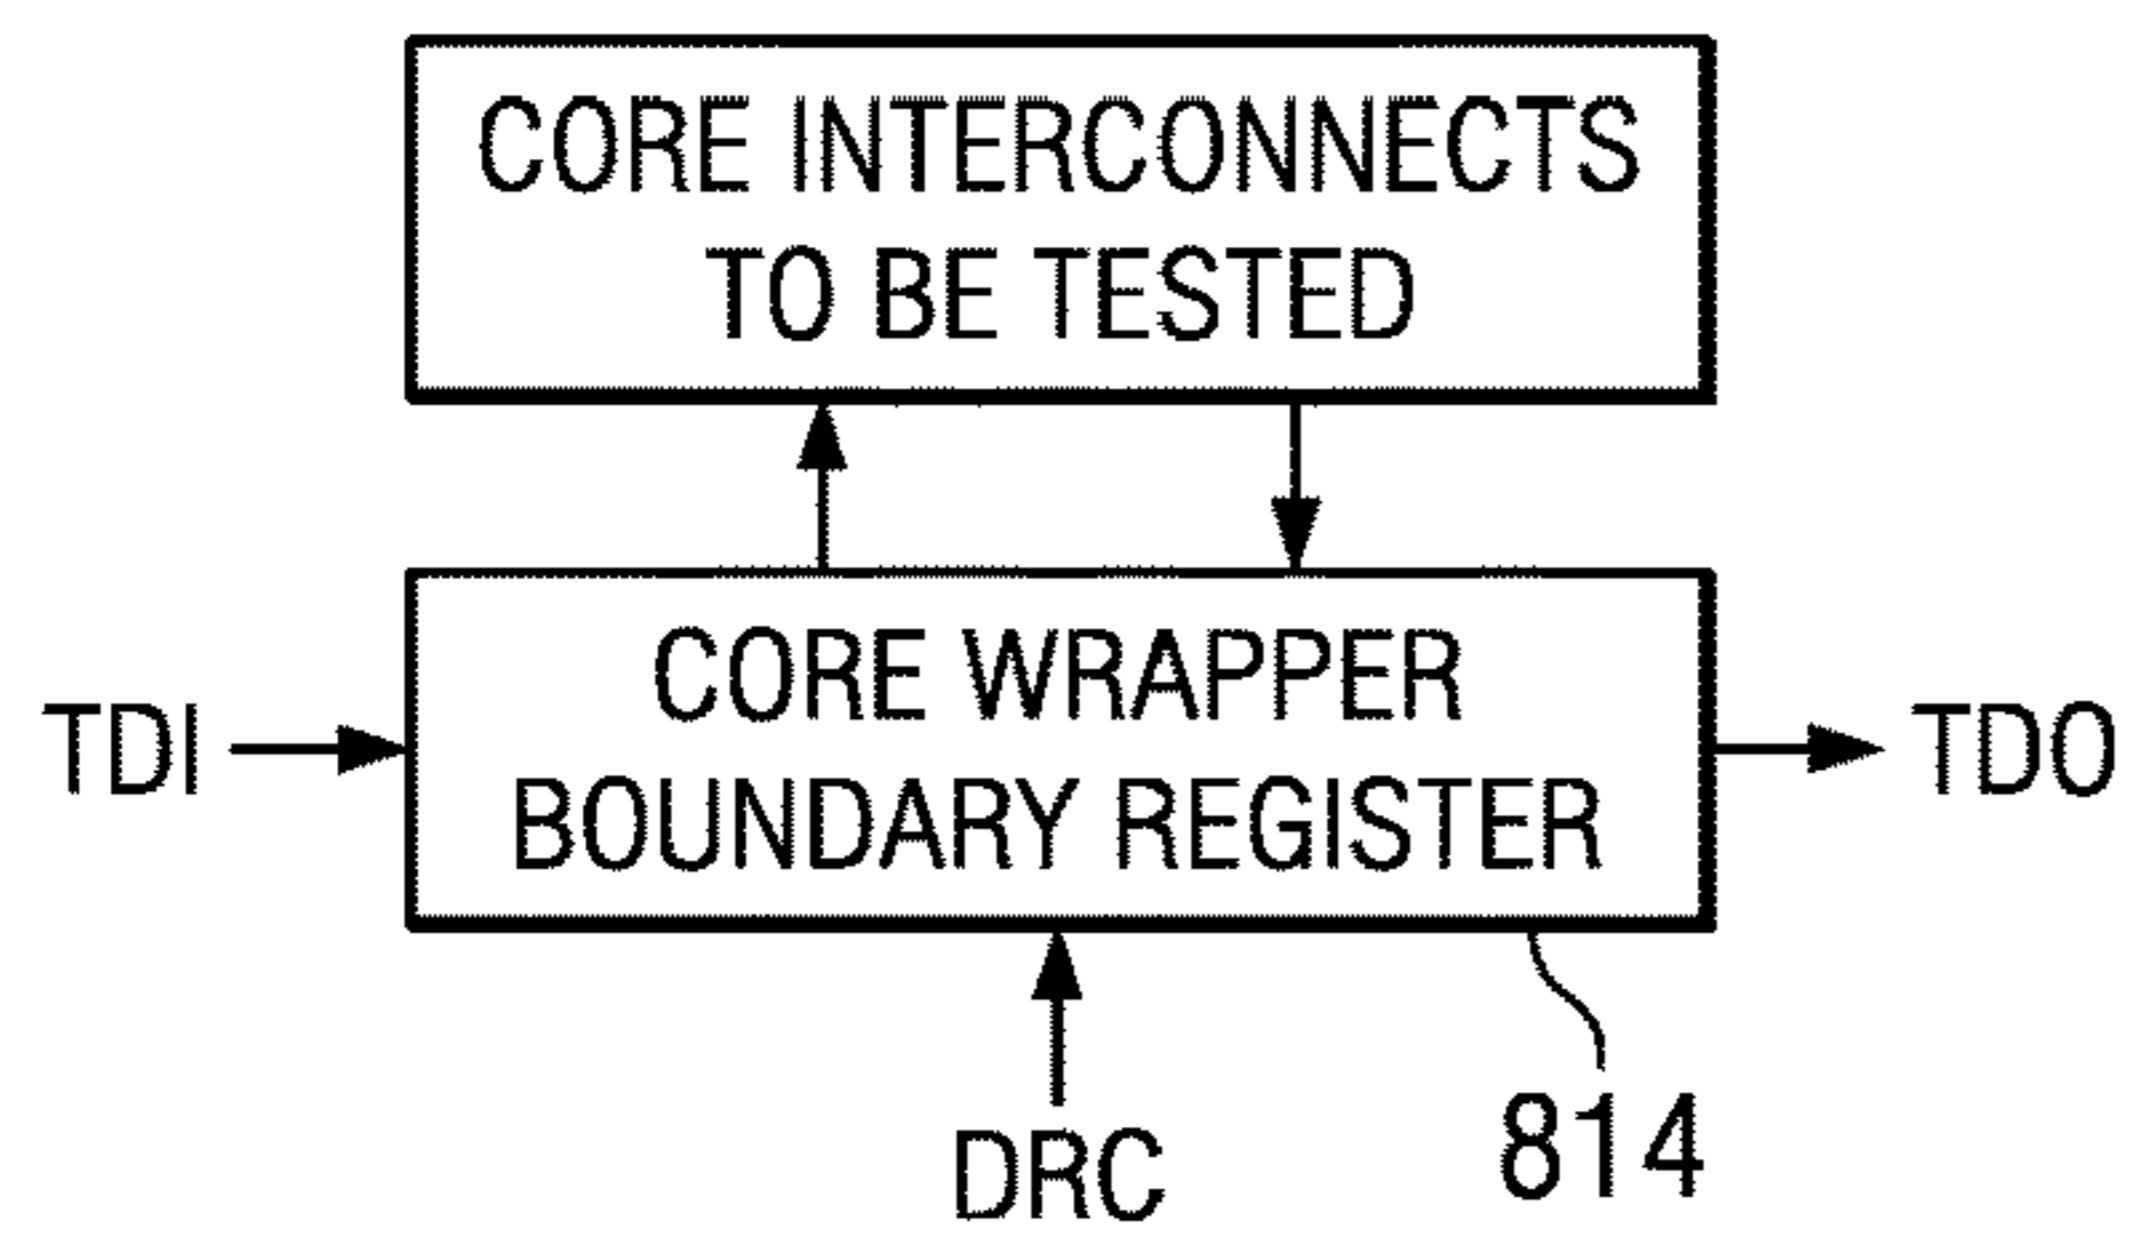 CORE INTERCONNECTS
TO BE TESTED
CORE WRAPPER
BOUNDARY REGISTER
TDI
TDO
DRC
814